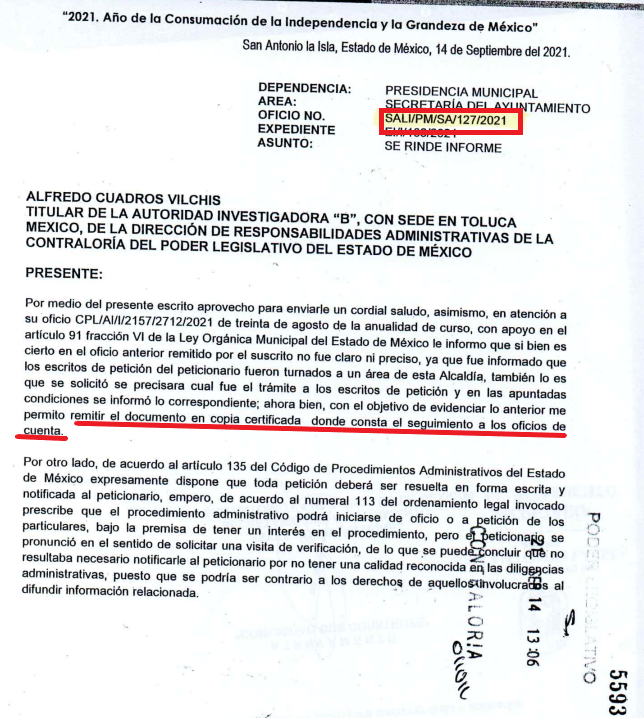 "2021. Año de la Consumación de la Independencia y la Grandeza de México"
San Antonio la Isla, Estado de México, 14 de Septiembre del 2021.
DEPENDENCIA: PRESIDENCIA MUNICIPAL
AREA: SECRETARÍA DEL AYUNTAMIENTO
OFICIO NO. SALI/PM/SA/127/2021
EXPEDIENTE
ASUNTO: SE RINDE INFORME
ALFREDO CUADROS VILCHIS
TITULAR DE LA AUTORIDAD INVESTIGADORA "B", CON SEDE EN TOLUCA
MEXICO, DE LA DIRECCIÓN DE RESPONSABILIDADES ADMINISTRATIVAS DE LA
CONTRALORÍA DEL PODER LEGISLATIVO DEL ESTADO DE MÉXICO
PRESENTE:
Por medio del presente escrito aprovecho para enviarle un cordial saludo, asimismo, en atención a
su oficio CPL/AI/I/2157/2712/2021 de treinta de agosto de la anualidad de curso, con apoyo en el
artículo 91 fracción VI de la Ley Orgánica Municipal del Estado de México le informo que si bien es
cierto en el oficio anterior remitido por el suscrito no fue claro ni preciso, ya que fue informado que
los escritos de petición del peticionario fueron turnados a un área de esta Alcaldía, también lo es
que se solicitó se precisara cual fue el trámite a los escritos de petición y en las apuntadas
condiciones se informó lo correspondiente; ahora bien, con el objetivo de evidenciar lo anterior me
permito remitir el documento en copia certificada donde consta el seguimiento a los oficios de
cuenta.
Por otro lado, de acuerdo al artículo 135 del Código de Procedimientos Administrativos del Estado
de México expresamente dispone que toda petición deberá ser resuelta en forma escrita y
notificada al peticionario, empero, de acuerdo al numeral 113 del ordenamiento legal invocado
prescribe que el procedimiento administrativo podrá iniciarse de oficio o a petición de los
particulares, bajo la premisa de tener un interés en el procedimiento, pero el peticionario se
pronunció en el sentido de solicitar una visita de verificación, de lo que se puede concluir que no
resultaba necesario notificarle al peticionario por no tener una calidad reconocida en las diligencias
administrativas, puesto que se podría ser contrario a los derechos de aquellos involucrados al
difundir información relacionada.
PODER LEGISLATIVO
SEP 14 13:06
5593